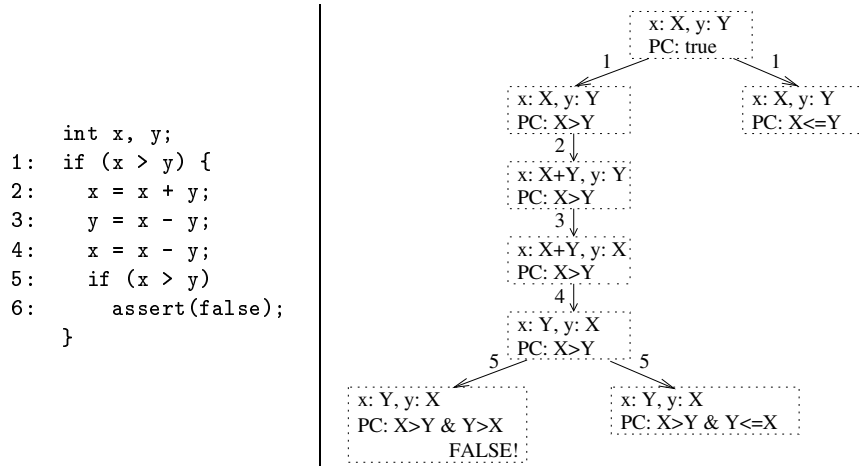 int x, y;
1: if (x > y) {
2: x = x + y;
3: y = x - y;
4: x = x - y;
5: if (x > y)
6: assert(false);
}
x: X, y: Y
PC: true
1
1
x: X, y: Y
PC: X>Y
x: X, y: Y
PC: X<=Y
2
x: X+Y, y: Y
PC: X>Y
3
x: X+Y, y: X
PC: X>Y
4
x: Y, y: X
PC: X>Y
5
5
x: Y, y: X
PC: X>Y & Y>X
FALSE!
x: Y, y: X
PC: X>Y & Y<=X